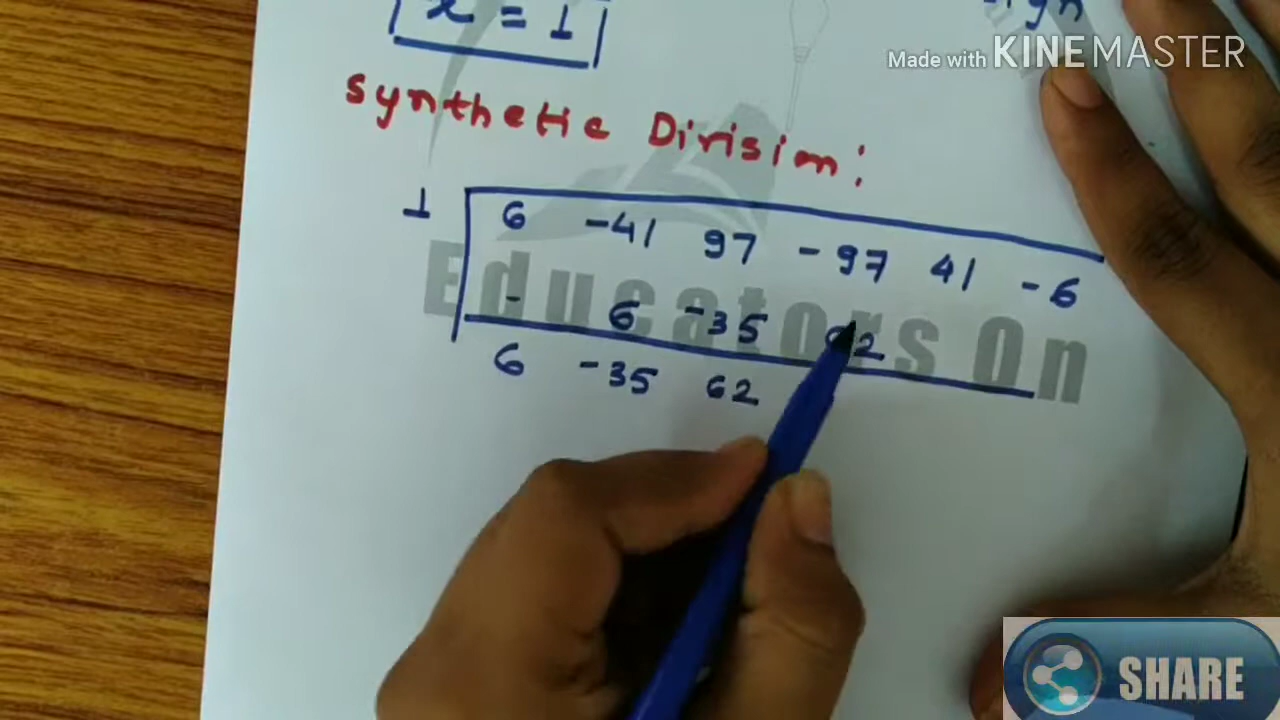 x = 1
Made with KINEMASTER
Synthetic Division:
1 6 -41 97 -97 41 -6
- 6 -35 62
6 -35 62
Educators On
SHARE